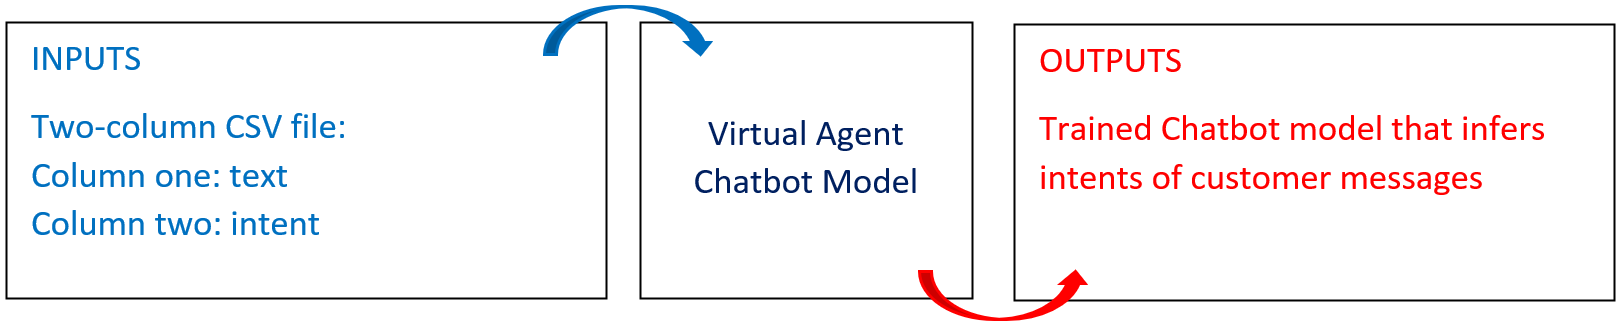 INPUTS
Two-column CSV file:
Column one: text
Column two: intent
Virtual Agent
Chatbot Model
OUTPUTS
Trained Chatbot model that infers
intents of customer messages